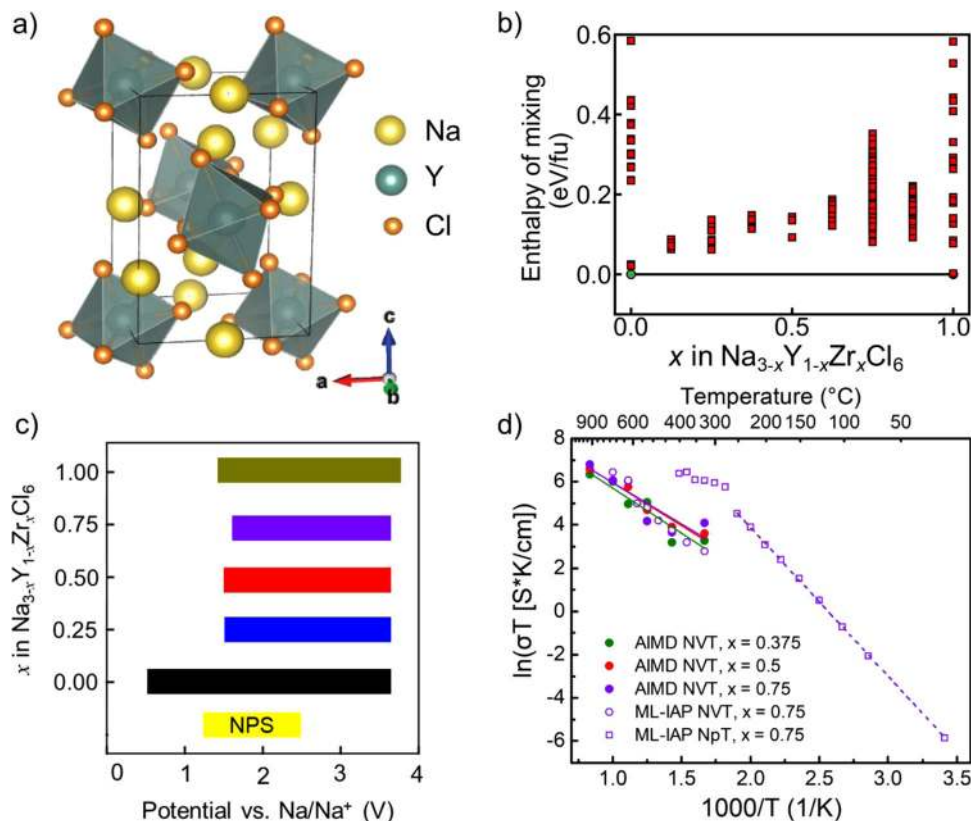 a)
Na
Y
Cl
c
a
b
b)
Enthalpy of mixing
(eV/fu)
0.6
0.4
0.2
0.0
0.0 0.5 1.0
x in Na₃₋ₓY₁₋ₓZrₓCl₆
c)
x in Na₃₋ₓY₁₋ₓZrₓCl₆
1.00
0.75
0.50
0.25
0.00
NPS
0 1 2 3 4
Potential vs. Na/Na⁺ (V)
d)
Temperature (°C)
900 600 400 300 200 150 100 50
ln(σT [S*K/cm])
8
6
4
2
0
-2
-4
-6
AIMD NVT, x = 0.375
AIMD NVT, x = 0.5
AIMD NVT, x = 0.75
ML-IAP NVT, x = 0.75
ML-IAP NpT, x = 0.75
1.0 1.5 2.0 2.5 3.0 3.5
1000/T (1/K)